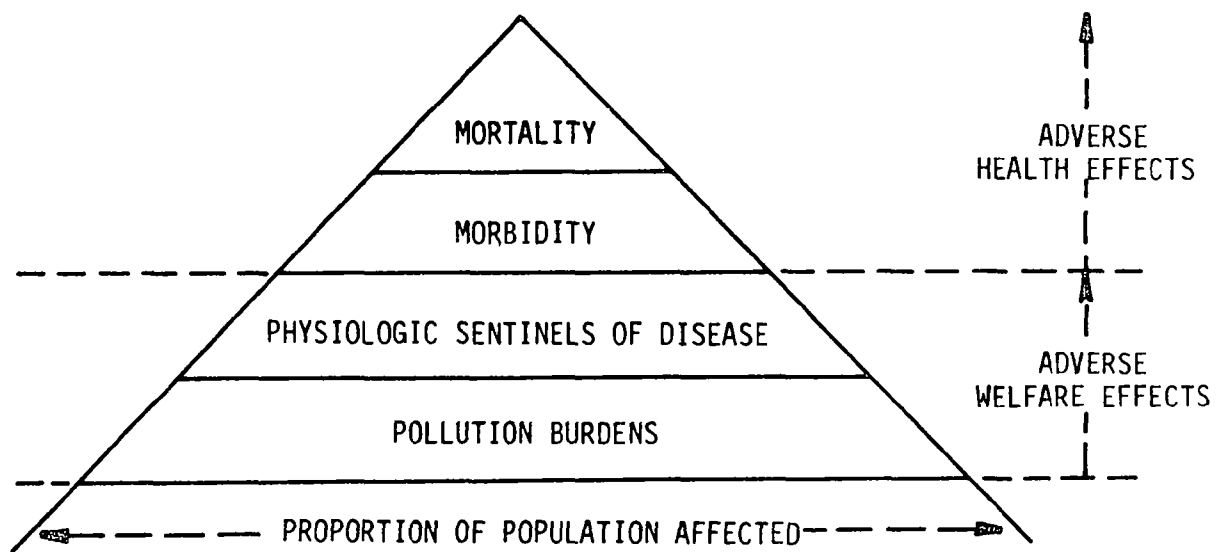 MORTALITY
MORBIDITY
PHYSIOLOGIC SENTINELS OF DISEASE
POLLUTION BURDENS
PROPORTION OF POPULATION AFFECTED
ADVERSE
HEALTH EFFECTS
ADVERSE
WELFARE EFFECTS